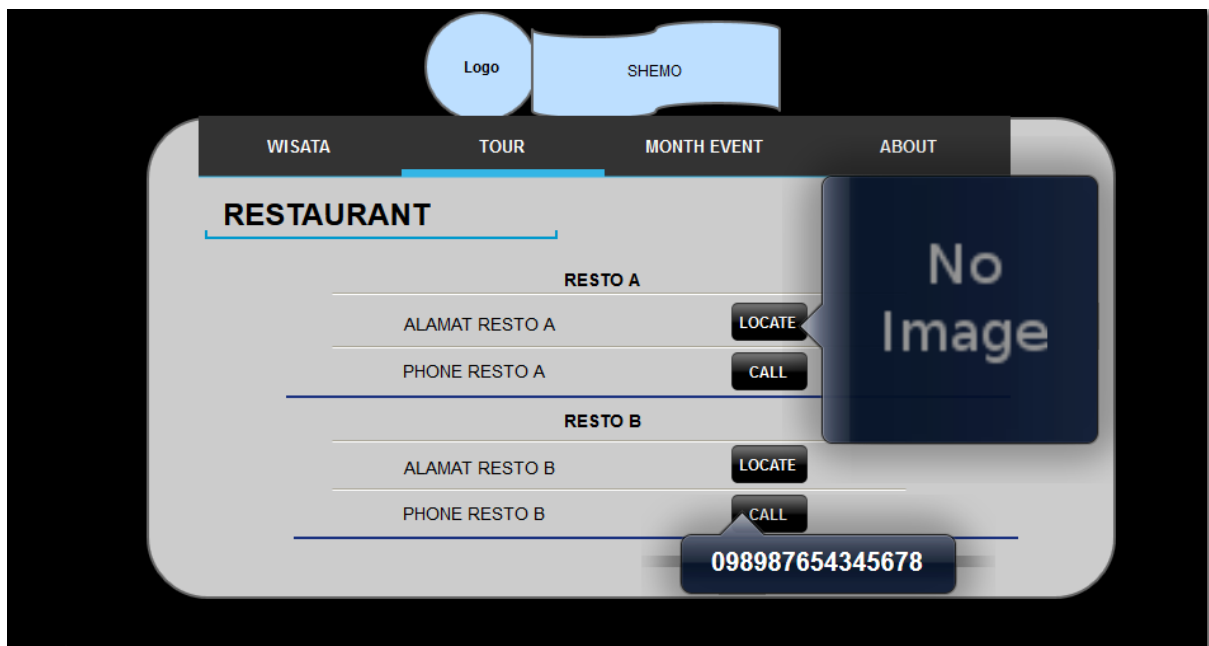 Logo
SHEMO
WISATA TOUR MONTH EVENT ABOUT
RESTAURANT
RESTO A
ALAMAT RESTO A LOCATE
PHONE RESTO A CALL
No
Image
RESTO B
ALAMAT RESTO B LOCATE
PHONE RESTO B CALL
098987654345678